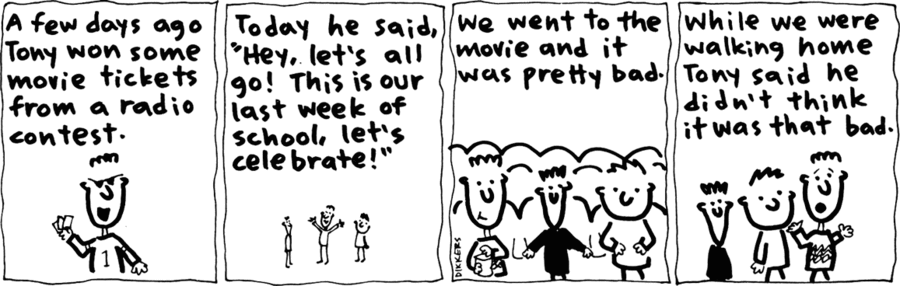 A few days ago
Tony won some
movie tickets
from a radio
contest.
1
Today he said,
"Hey, let's all
go! This is our
last week of
school, let's
celebrate!"
We went to the
movie and it
was pretty bad.
DIKKERS
While we were
walking home
Tony said he
didn't think
it was that bad.